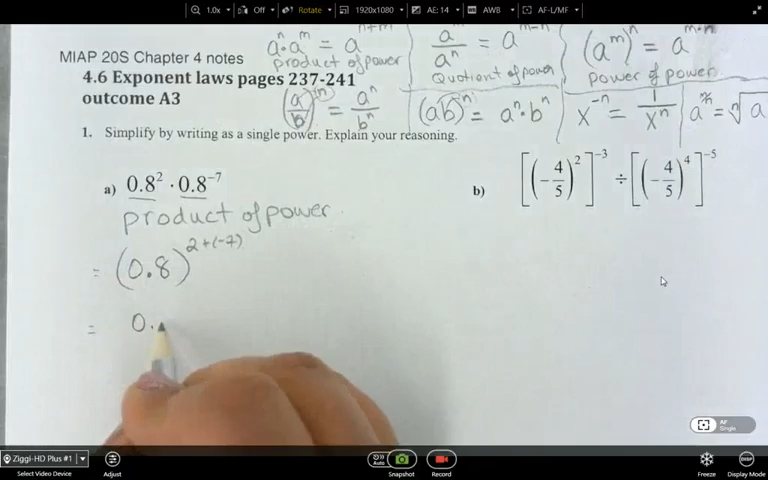 1.0x Off Rotate 1920x1080 AE: 14 AWB AF-L/MF
MIAP 20S Chapter 4 notes
4.6 Exponent laws pages 237-241
outcome A3
aⁿ·aᵐ = aⁿ⁺ᵐ
product of power
aᵐ/aⁿ = aᵐ⁻ⁿ
Quotient of power
(aᵐ)ⁿ = aᵐ·ⁿ
power of power
(a/b)ⁿ = aⁿ/bⁿ
(ab)ⁿ = aⁿ·bⁿ
x⁻ⁿ = 1/xⁿ
1. Simplify by writing as a single power. Explain your reasoning.
a) 0.8² · 0.8⁻⁷
product of power
= (0.8)²⁺⁽⁻⁷⁾
= 0.
b) [(-4/5)²]⁻³ ÷ [(-4/5)⁴]⁻⁵
AF
Single
Ziggi-HD Plus #1
Select Video Device
Adjust
Auto
Snapshot
Record
Freeze
DISP
Display Mode